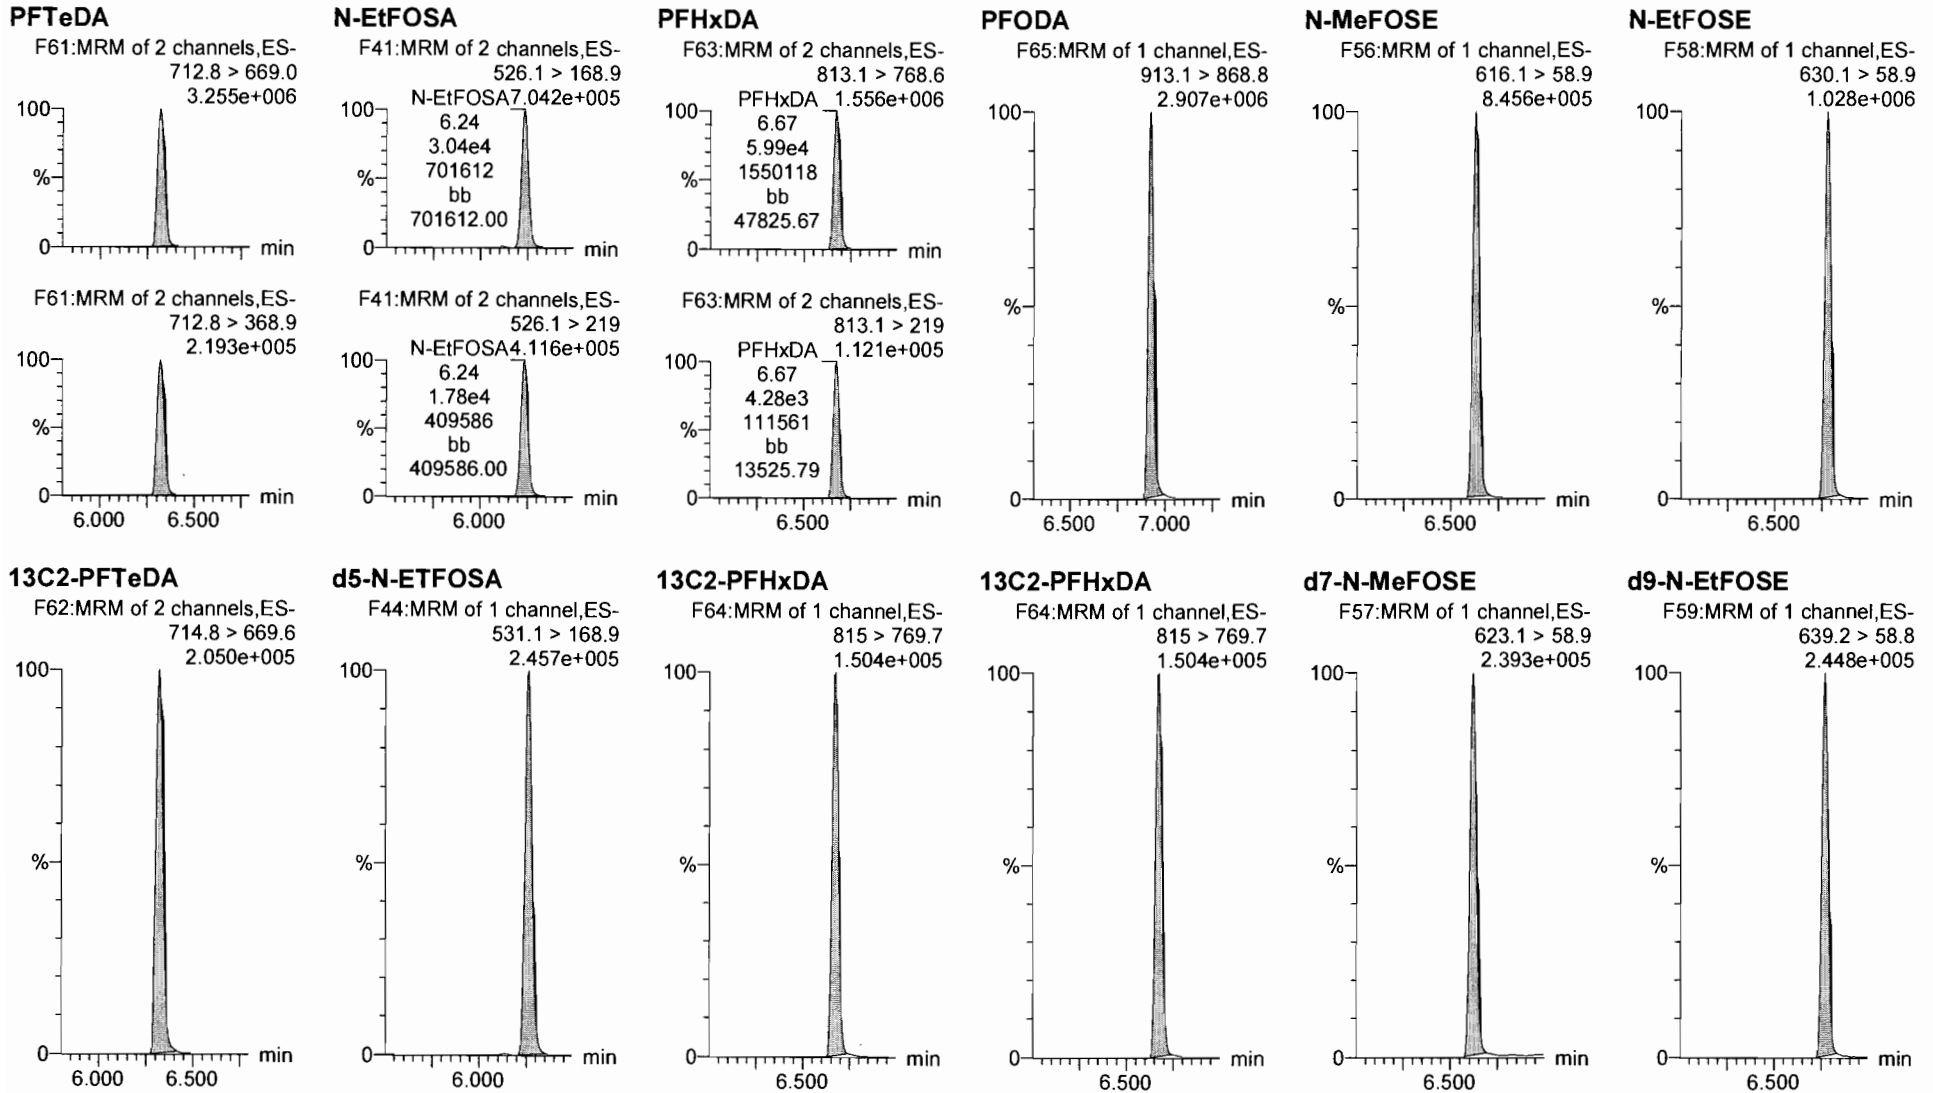 PFTeDA
F61:MRM of 2 channels,ES-
712.8 > 669.0
3.255e+006
100
%
0
min
F61:MRM of 2 channels,ES-
712.8 > 368.9
2.193e+005
100
%
0
min
6.000 6.500
N-EtFOSA
F41:MRM of 2 channels,ES-
526.1 > 168.9
N-EtFOSA 7.042e+005
100
6.24
3.04e4
701612
%
bb
701612.00
0
min
F41:MRM of 2 channels,ES-
526.1 > 219
N-EtFOSA 4.116e+005
100
6.24
1.78e4
409586
%
bb
409586.00
0
min
6.000
PFHxDA
F63:MRM of 2 channels,ES-
813.1 > 768.6
PFHxDA 1.556e+006
100
6.67
5.99e4
1550118
%
bb
47825.67
0
min
F63:MRM of 2 channels,ES-
813.1 > 219
PFHxDA 1.121e+005
100
6.67
4.28e3
111561
%
bb
13525.79
0
min
6.500
PFODA
F65:MRM of 1 channel,ES-
913.1 > 868.8
2.907e+006
100
%
0
min
6.500 7.000
N-MeFOSE
F56:MRM of 1 channel,ES-
616.1 > 58.9
8.456e+005
100
%
0
min
6.500
N-EtFOSE
F58:MRM of 1 channel,ES-
630.1 > 58.9
1.028e+006
100
%
0
min
6.500
13C2-PFTeDA
F62:MRM of 2 channels,ES-
714.8 > 669.6
2.050e+005
100
%
0
min
6.000 6.500
d5-N-ETFOSA
F44:MRM of 1 channel,ES-
531.1 > 168.9
2.457e+005
100
%
0
min
6.000
13C2-PFHxDA
F64:MRM of 1 channel,ES-
815 > 769.7
1.504e+005
100
%
0
min
6.500
13C2-PFHxDA
F64:MRM of 1 channel,ES-
815 > 769.7
1.504e+005
100
%
0
min
6.500
d7-N-MeFOSE
F57:MRM of 1 channel,ES-
623.1 > 58.9
2.393e+005
100
%
0
min
6.500
d9-N-EtFOSE
F59:MRM of 1 channel,ES-
639.2 > 58.8
2.448e+005
100
%
0
min
6.500